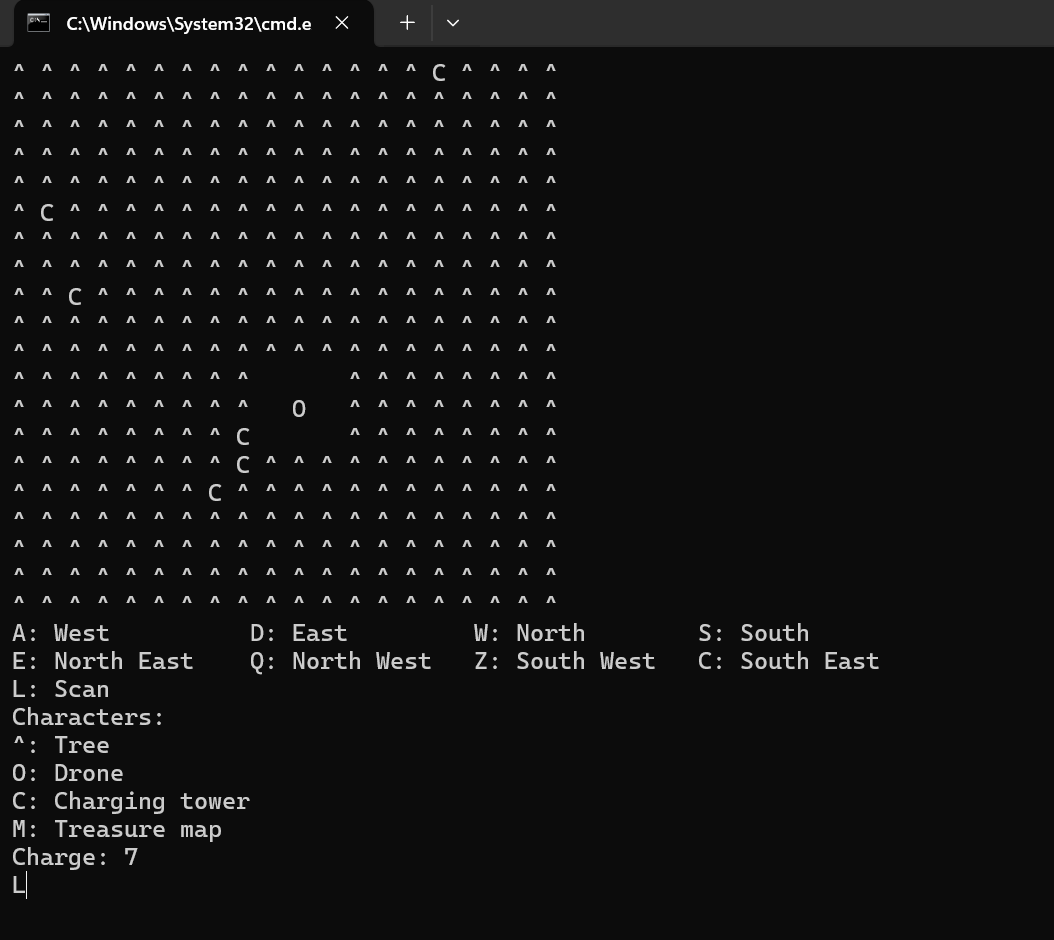 C:\Windows\System32\cmd.e
^ ^ ^ ^ ^ ^ ^ ^ ^ ^ ^ ^ ^ ^ ^ C ^ ^ ^ ^
^ ^ ^ ^ ^ ^ ^ ^ ^ ^ ^ ^ ^ ^ ^ ^ ^ ^ ^ ^
^ ^ ^ ^ ^ ^ ^ ^ ^ ^ ^ ^ ^ ^ ^ ^ ^ ^ ^ ^
^ ^ ^ ^ ^ ^ ^ ^ ^ ^ ^ ^ ^ ^ ^ ^ ^ ^ ^ ^
^ ^ ^ ^ ^ ^ ^ ^ ^ ^ ^ ^ ^ ^ ^ ^ ^ ^ ^ ^
^ C ^ ^ ^ ^ ^ ^ ^ ^ ^ ^ ^ ^ ^ ^ ^ ^ ^ ^
^ ^ ^ ^ ^ ^ ^ ^ ^ ^ ^ ^ ^ ^ ^ ^ ^ ^ ^ ^
^ ^ ^ ^ ^ ^ ^ ^ ^ ^ ^ ^ ^ ^ ^ ^ ^ ^ ^ ^
^ ^ C ^ ^ ^ ^ ^ ^ ^ ^ ^ ^ ^ ^ ^ ^ ^ ^ ^
^ ^ ^ ^ ^ ^ ^ ^ ^ ^ ^ ^ ^ ^ ^ ^ ^ ^ ^ ^
^ ^ ^ ^ ^ ^ ^ ^ ^ ^ ^ ^ ^ ^ ^ ^ ^ ^ ^ ^
^ ^ ^ ^ ^ ^ ^ ^ ^       ^ ^ ^ ^ ^ ^ ^ ^
^ ^ ^ ^ ^ ^ ^ ^ ^   O   ^ ^ ^ ^ ^ ^ ^ ^
^ ^ ^ ^ ^ ^ ^ ^ C       ^ ^ ^ ^ ^ ^ ^ ^
^ ^ ^ ^ ^ ^ ^ ^ C ^ ^ ^ ^ ^ ^ ^ ^ ^ ^ ^
^ ^ ^ ^ ^ ^ ^ C ^ ^ ^ ^ ^ ^ ^ ^ ^ ^ ^ ^
^ ^ ^ ^ ^ ^ ^ ^ ^ ^ ^ ^ ^ ^ ^ ^ ^ ^ ^ ^
^ ^ ^ ^ ^ ^ ^ ^ ^ ^ ^ ^ ^ ^ ^ ^ ^ ^ ^ ^
^ ^ ^ ^ ^ ^ ^ ^ ^ ^ ^ ^ ^ ^ ^ ^ ^ ^ ^ ^
^ ^ ^ ^ ^ ^ ^ ^ ^ ^ ^ ^ ^ ^ ^ ^ ^ ^ ^ ^
A: West          D: East         W: North        S: South
E: North East    Q: North West   Z: South West   C: South East
L: Scan
Characters:
^: Tree
O: Drone
C: Charging tower
M: Treasure map
Charge: 7
L